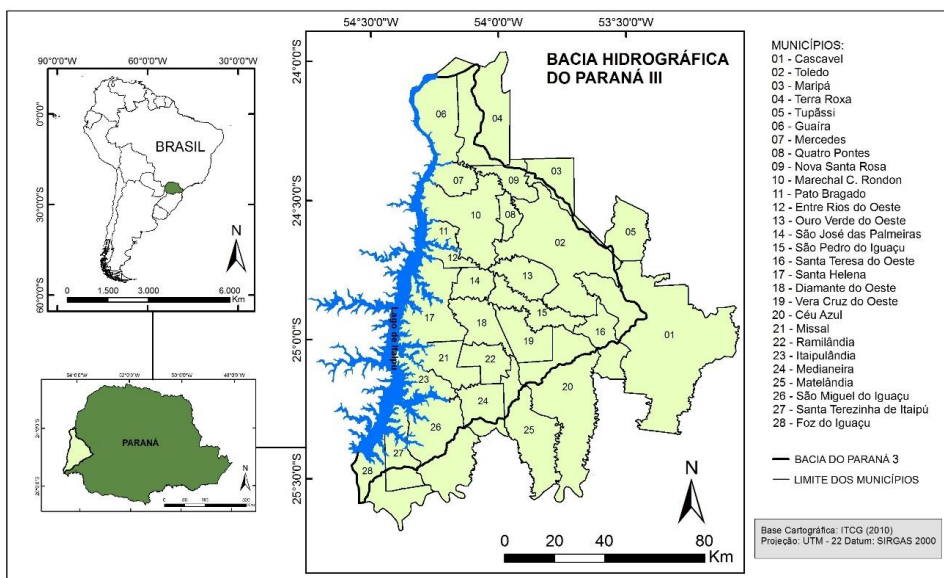 90°0'0"W 60°0'0"W 30°0'0"W
0°0'0"
30°0'0"S
60°0'0"S
BRASIL
N
0 1.500 3.000 6.000
Km
PARANÁ
N
54°30'0"W 54°0'0"W 53°30'0"W
24°0'0"S
24°30'0"S
25°0'0"S
25°30'0"S
BACIA HIDROGRÁFICA
DO PARANÁ III
06
04
03
07
09
10
08
02
05
11
12
13
14
15
17
18
16
01
19
21
22
20
23
24
26
25
27
28
Lago de Itaipú
N
0 20 40 80
Km
MUNICÍPIOS:
01 - Cascavel
02 - Toledo
03 - Maripá
04 - Terra Roxa
05 - Tupãssi
06 - Guaíra
07 - Mercedes
08 - Quatro Pontes
09 - Nova Santa Rosa
10 - Marechal C. Rondon
11 - Pato Bragado
12 - Entre Rios do Oeste
13 - Ouro Verde do Oeste
14 - São José das Palmeiras
15 - São Pedro do Iguaçu
16 - Santa Teresa do Oeste
17 - Santa Helena
18 - Diamante do Oeste
19 - Vera Cruz do Oeste
20 - Céu Azul
21 - Missal
22 - Ramilândia
23 - Itaipulândia
24 - Medianeira
25 - Matelândia
26 - São Miguel do Iguaçu
27 - Santa Terezinha de Itaipú
28 - Foz do Iguaçu
BACIA DO PARANÁ 3
LIMITE DOS MUNICÍPIOS
Base Cartográfica: ITCG (2010)
Projeção: UTM - 22 Datum: SIRGAS 2000